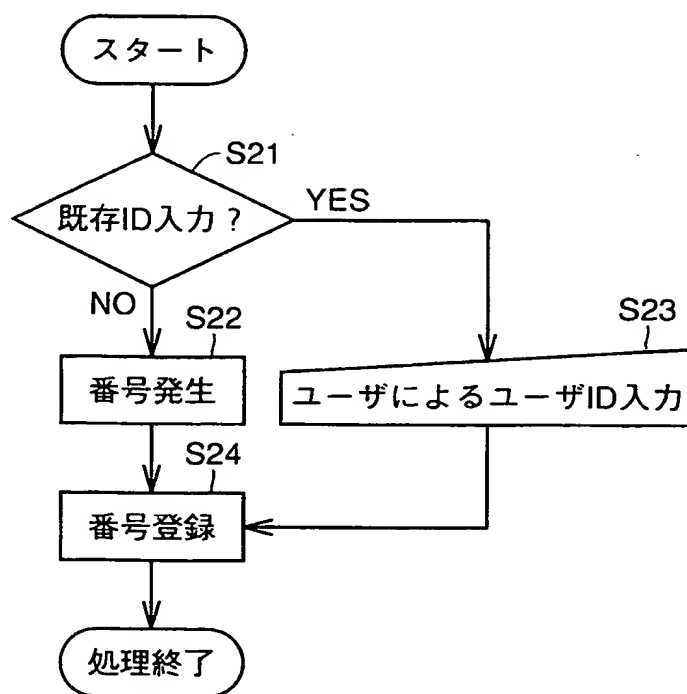 スタート
S21
既存ID入力?
YES
NO
S22
S23
番号発生
ユーザによるユーザID入力
S24
番号登録
処理終了